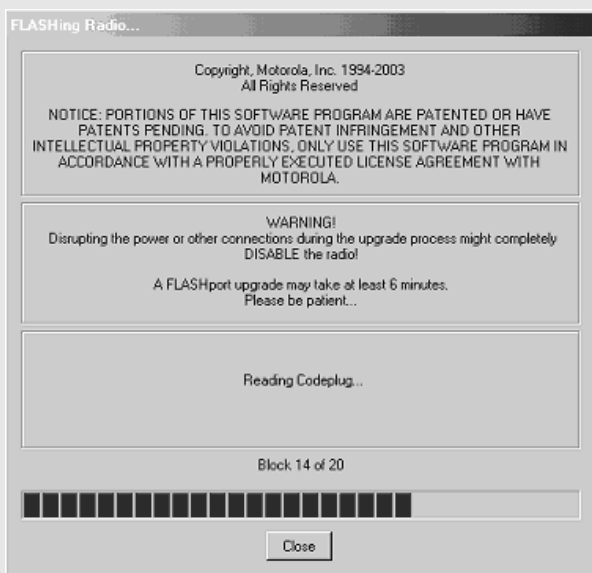 FLASHing Radio...
Copyright, Motorola, Inc. 1994-2003
All Rights Reserved
NOTICE: PORTIONS OF THIS SOFTWARE PROGRAM ARE PATENTED OR HAVE
PATENTS PENDING. TO AVOID PATENT INFRINGEMENT AND OTHER
INTELLECTUAL PROPERTY VIOLATIONS, ONLY USE THIS SOFTWARE PROGRAM IN
ACCORDANCE WITH A PROPERLY EXECUTED LICENSE AGREEMENT WITH
MOTOROLA.
WARNING!
Disrupting the power or other connections during the upgrade process might completely
DISABLE the radio!
A FLASHport upgrade may take at least 6 minutes.
Please be patient...
Reading Codeplug...
Block 14 of 20
Close